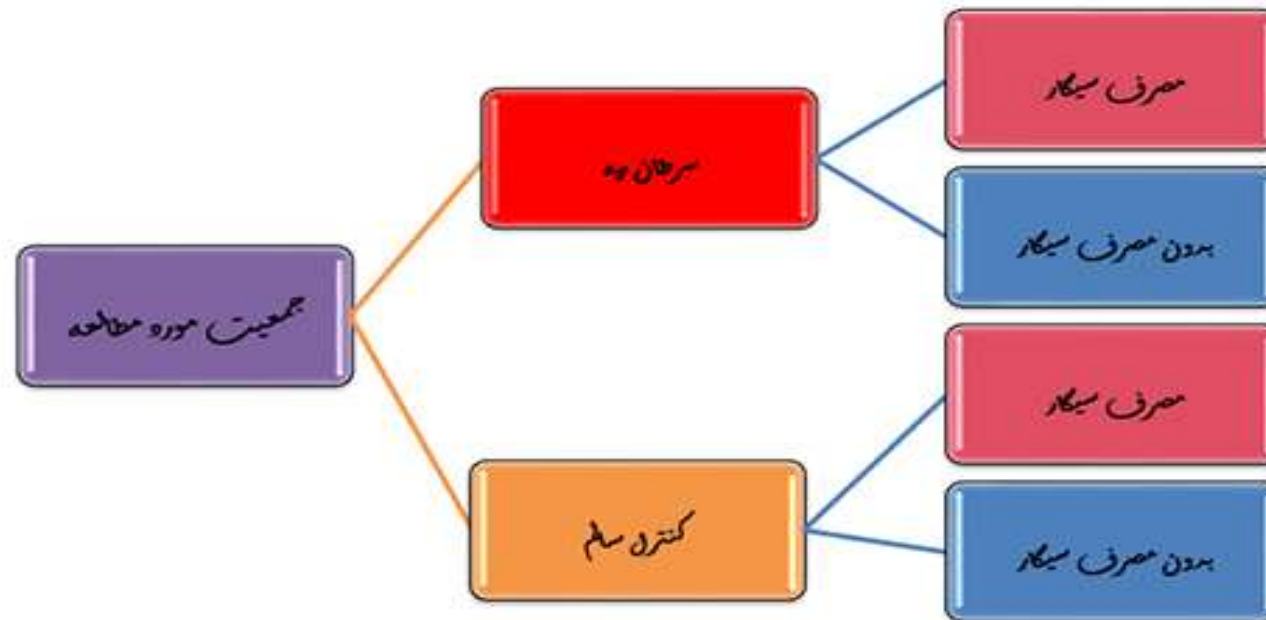 جمعیت مورد مطالعه
سرطان ریه
کنترل سالم
مصرف سیگار
بدون مصرف سیگار
مصرف سیگار
بدون مصرف سیگار